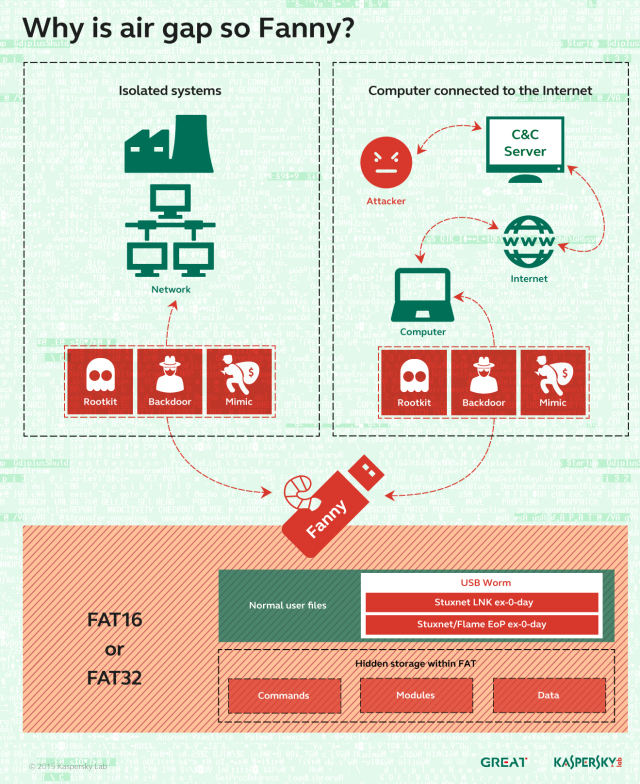 Why is air gap so Fanny?
Isolated systems
Network
Rootkit
Backdoor
Mimic
Computer connected to the Internet
C&C
Server
Attacker
WWW
Internet
Computer
Rootkit
Backdoor
$
Mimic
$
Fanny
FAT16
or
FAT32
Normal user files
USB Worm
Stuxnet LNK ex-0-day
Stuxnet/Flame EoP ex-0-day
Hidden storage within FAT
Commands
Modules
Data
© 2015 Kaspersky Lab
GREAT
KASPERSKY LAB